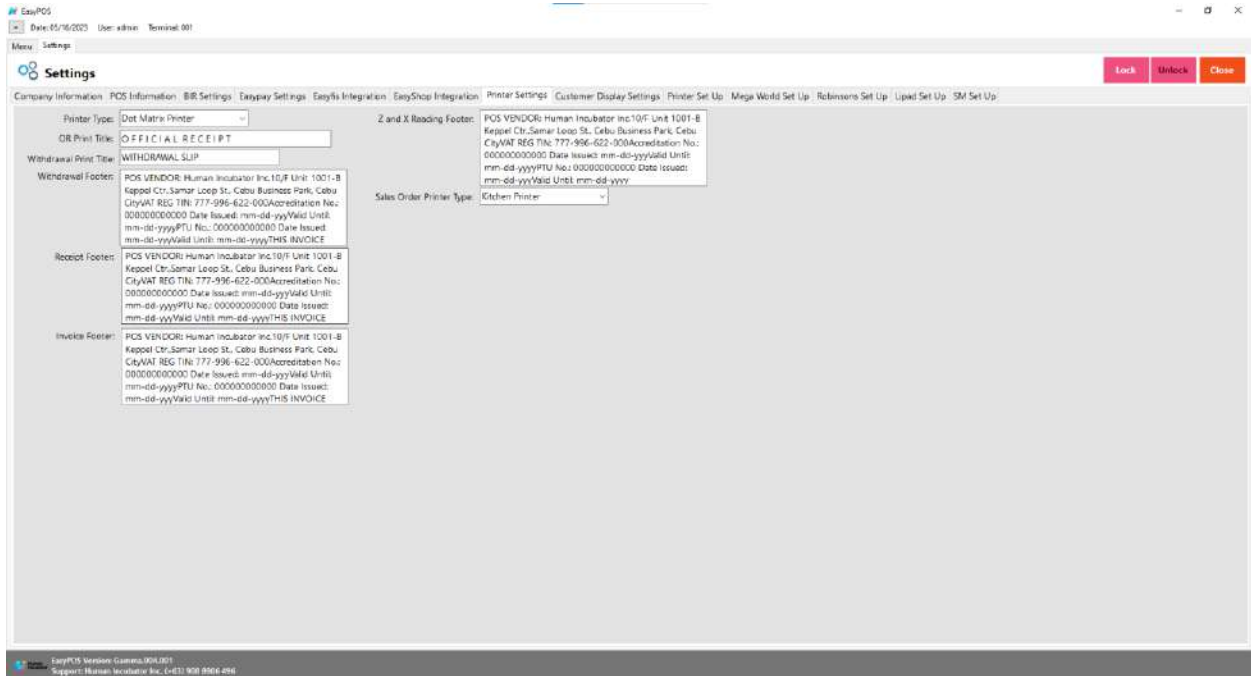 EasyPOS
Date: 05/16/2023 User: admin Terminal: 001
Menu Settings
Settings
Lock Unlock Close
Company Information POS Information BIR Settings Easypay Settings Easyfis Integration EasyShop Integration Printer Settings Customer Display Settings Printer Set Up Mega World Set Up Robinsons Set Up Lipad Set Up SM Set Up
Printer Type: Dot Matrix Printer
OR Print Title: O F F I C I A L R E C E I P T
Withdrawal Print Title: WITHDRAWAL SLIP
Withdrawal Footer: POS VENDOR: Human Incubator Inc.10/F Unit 1001-B
Keppel Ctr.,Samar Loop St., Cebu Business Park, Cebu
CityVAT REG TIN: 777-996-622-000Accreditation No.:
000000000000 Date Issued: mm-dd-yyyValid Until:
mm-dd-yyyyPTU No.: 000000000000 Date Issued:
mm-dd-yyyValid Until: mm-dd-yyyyTHIS INVOICE
Receipt Footer: POS VENDOR: Human Incubator Inc.10/F Unit 1001-B
Keppel Ctr.,Samar Loop St., Cebu Business Park, Cebu
CityVAT REG TIN: 777-996-622-000Accreditation No.:
000000000000 Date Issued: mm-dd-yyyValid Until:
mm-dd-yyyyPTU No.: 000000000000 Date Issued:
mm-dd-yyyValid Until: mm-dd-yyyyTHIS INVOICE
Invoice Footer: POS VENDOR: Human Incubator Inc.10/F Unit 1001-B
Keppel Ctr.,Samar Loop St., Cebu Business Park, Cebu
CityVAT REG TIN: 777-996-622-000Accreditation No.:
000000000000 Date Issued: mm-dd-yyyValid Until:
mm-dd-yyyyPTU No.: 000000000000 Date Issued:
mm-dd-yyyValid Until: mm-dd-yyyyTHIS INVOICE
Z and X Reading Footer: POS VENDOR: Human Incubator Inc.10/F Unit 1001-B
Keppel Ctr.,Samar Loop St., Cebu Business Park, Cebu
CityVAT REG TIN: 777-996-622-000Accreditation No.:
000000000000 Date Issued: mm-dd-yyyValid Until:
mm-dd-yyyyPTU No.: 000000000000 Date Issued:
mm-dd-yyyValid Until: mm-dd-yyyy
Sales Order Printer Type: Kitchen Printer
EasyPOS Version: Gamma.004.001
Support: Human Incubator Inc. (+63) 908 8906 496